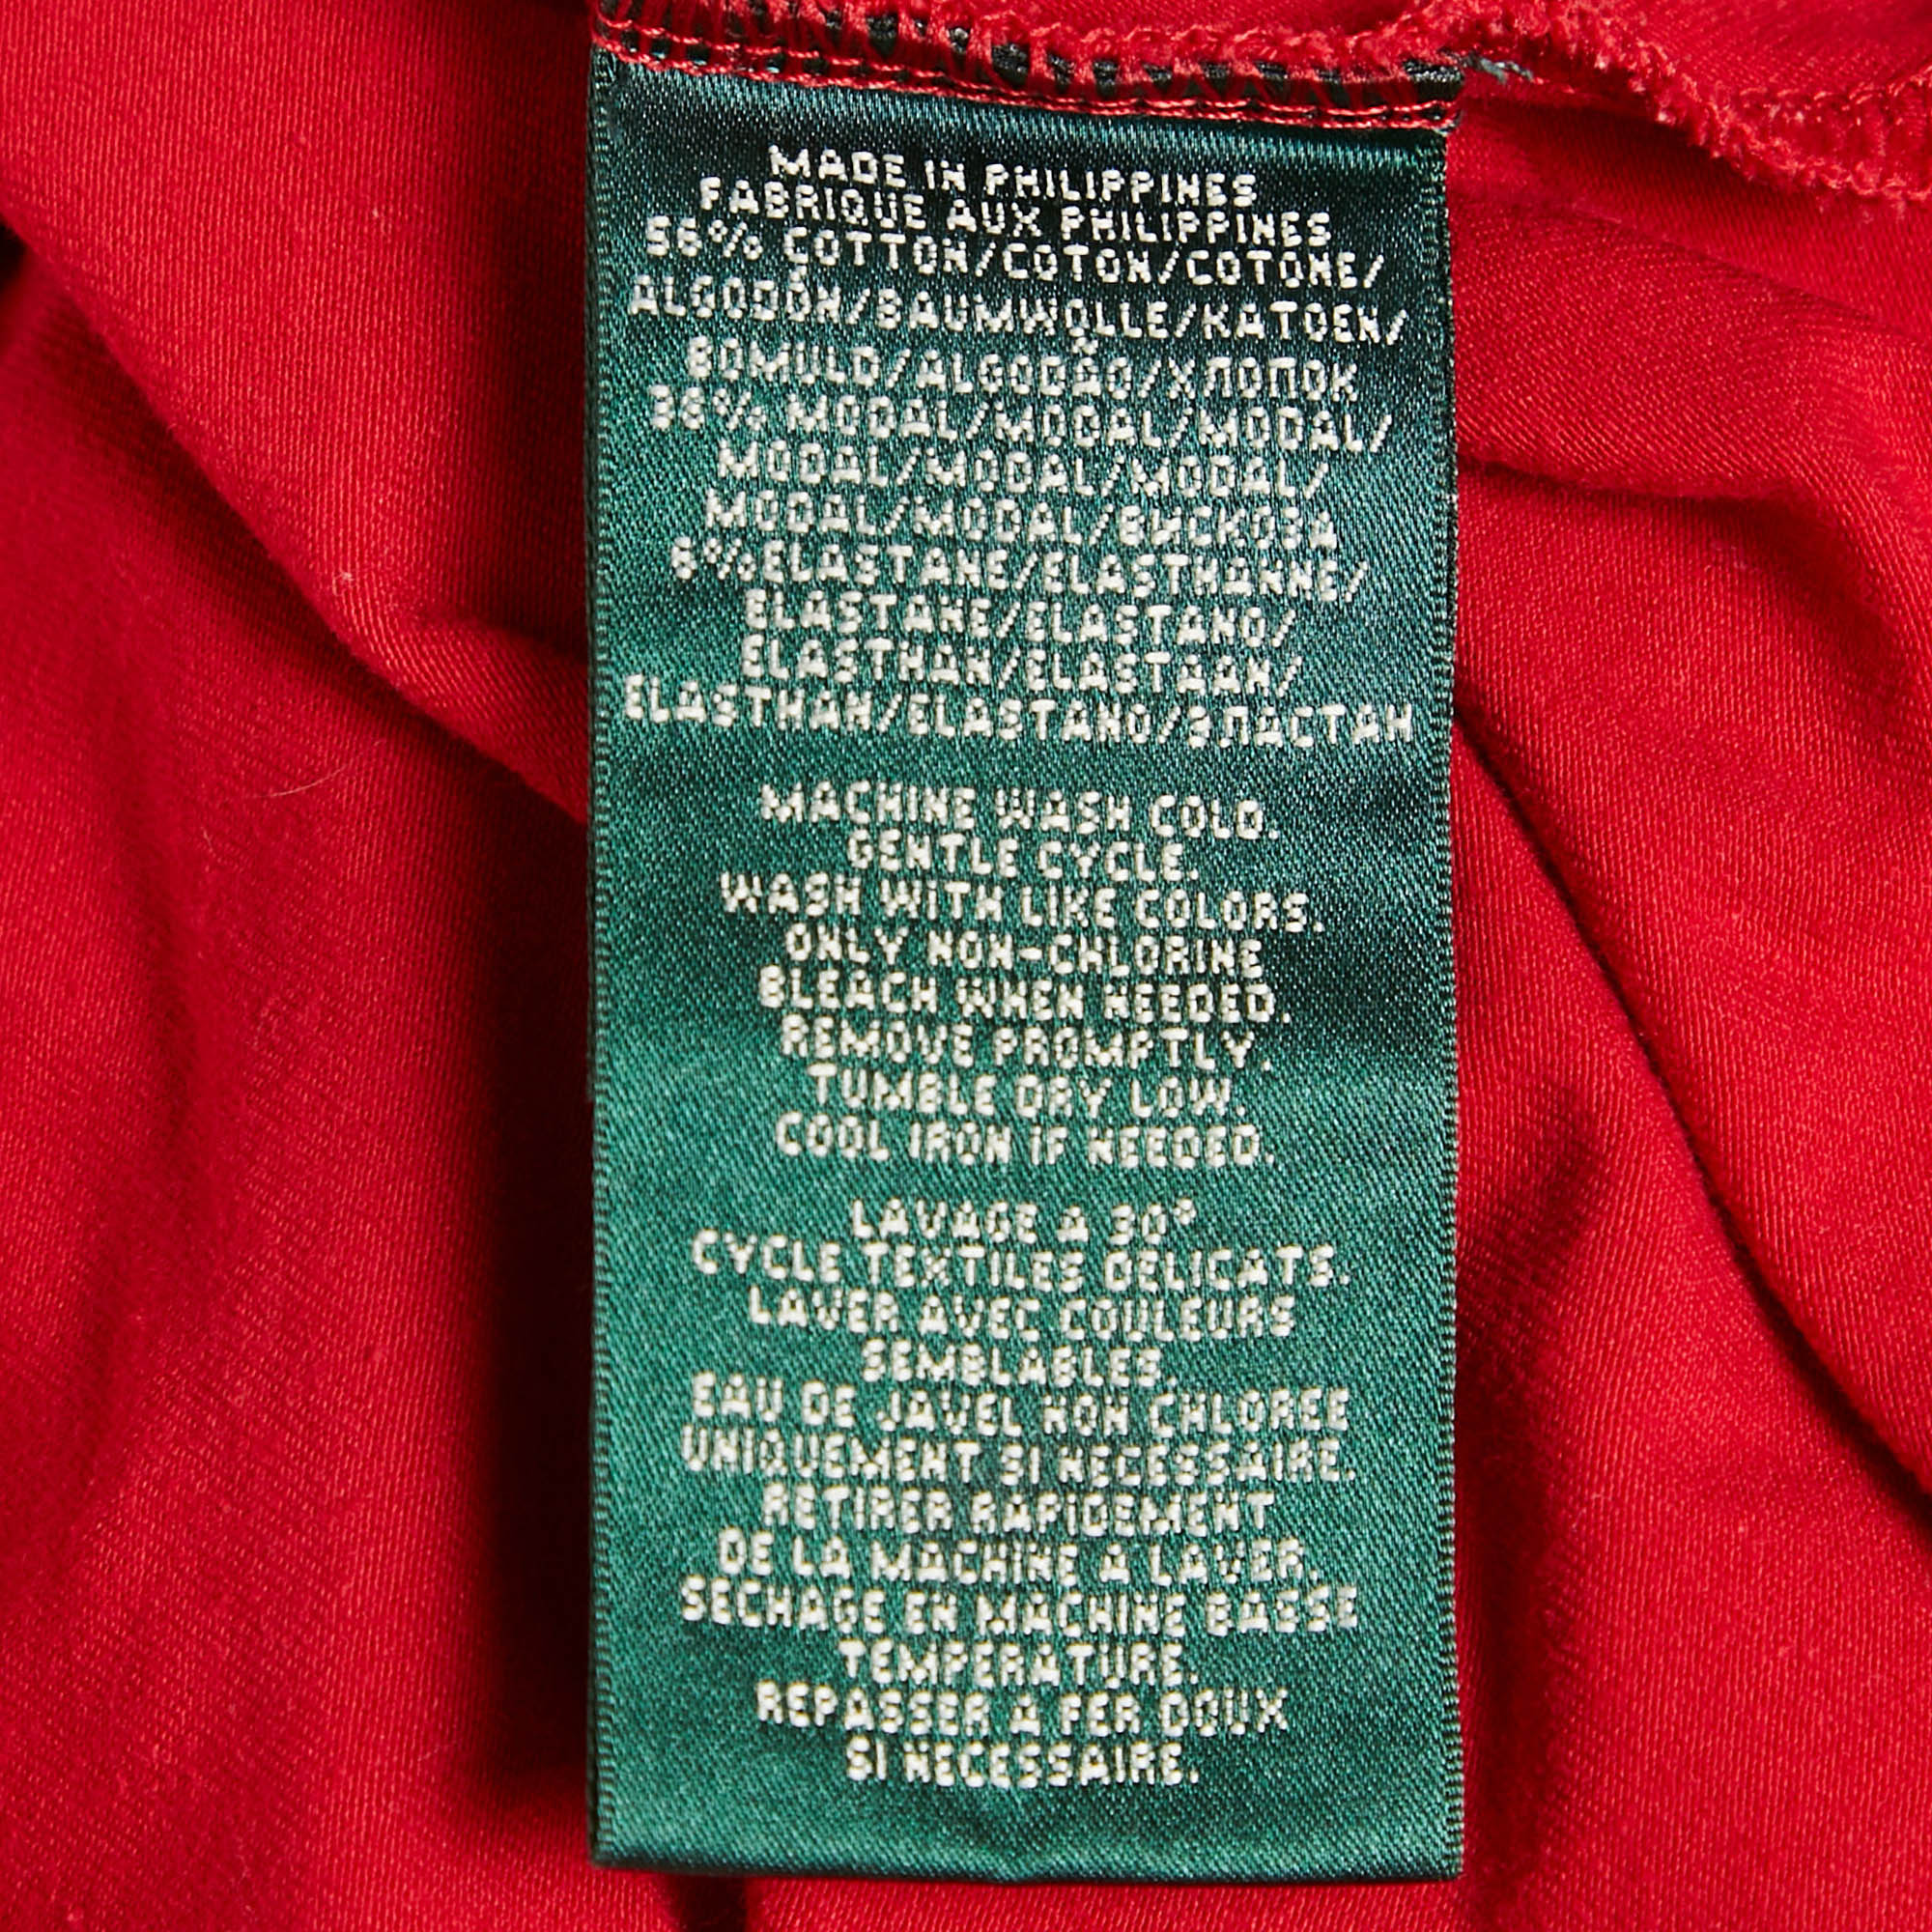 MADE IN PHILIPPINES
FABRIQUE AUX PHILIPPINES
56% COTTON/COTON/COTONE/
ALGODÓN/BAUMWOLLE/KATOEN/
BOMULD/ALGODÃO/ХЛОПОК
38% MODAL/MODAL/MODAL/
MODAL/MODAL/MODAL/
MODAL/MODAL/ВИСКОЗА
6% ELASTANE/ELASTHANNE/
ELASTANE/ELASTANO/
ELASTHAN/ELASTAAN/
ELASTHAN/ELASTANO/ЭЛАСТАН
MACHINE WASH COLD.
GENTLE CYCLE.
WASH WITH LIKE COLORS.
ONLY NON-CHLORINE
BLEACH WHEN NEEDED.
REMOVE PROMPTLY.
TUMBLE DRY LOW.
COOL IRON IF NEEDED.
LAVAGE A 30°
CYCLE TEXTILES DELICATS.
LAVER AVEC COULEURS
SEMBLABLES.
EAU DE JAVEL NON CHLOREE
UNIQUEMENT SI NECESSAIRE.
RETIRER RAPIDEMENT
DE LA MACHINE A LAVER.
SECHAGE EN MACHINE BASSE
TEMPERATURE.
REPASSER A FER DOUX
SI NECESSAIRE.